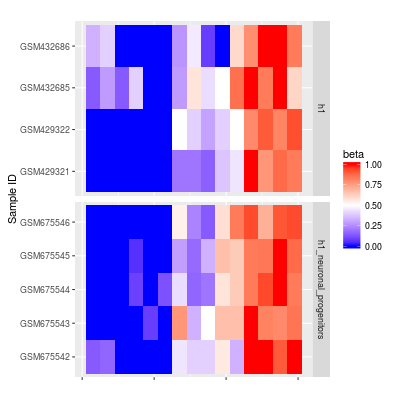 GSM432686
GSM432685
GSM429322
GSM429321
h1
GSM675546
GSM675545
GSM675544
GSM675543
GSM675542
h1_neuronal_progenitors
Sample ID
beta
1.00
0.75
0.50
0.25
0.00